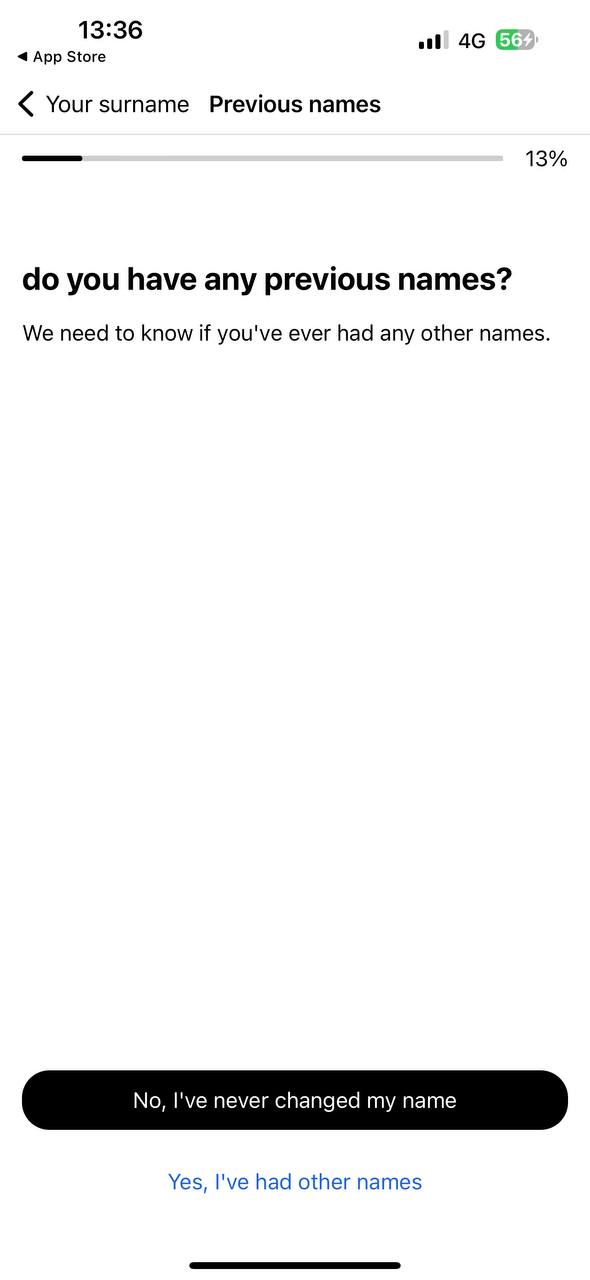 13:36
4G
56
◀ App Store
Your surname Previous names
13%
do you have any previous names?
We need to know if you've ever had any other names.
No, I've never changed my name
Yes, I've had other names